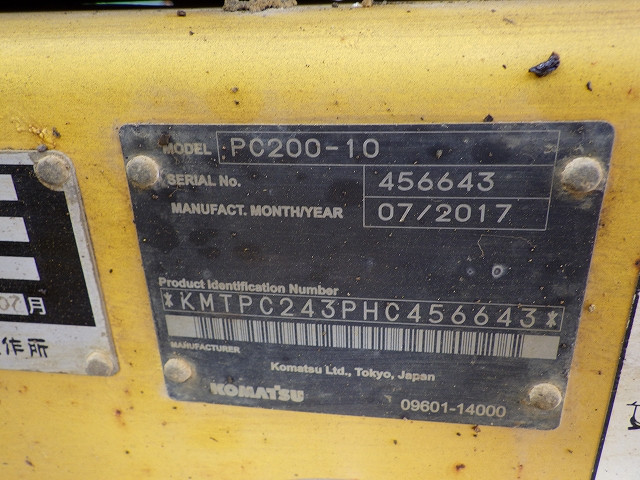 MODEL PC200-10
SERIAL No. 456643
MANUFACT. MONTH/YEAR 07/2017
Product Identification Number
*KMTPC243PHC456643*
MANUFACTURER
Komatsu Ltd., Tokyo, Japan
KOMATSU
09601-14000
07月
作所